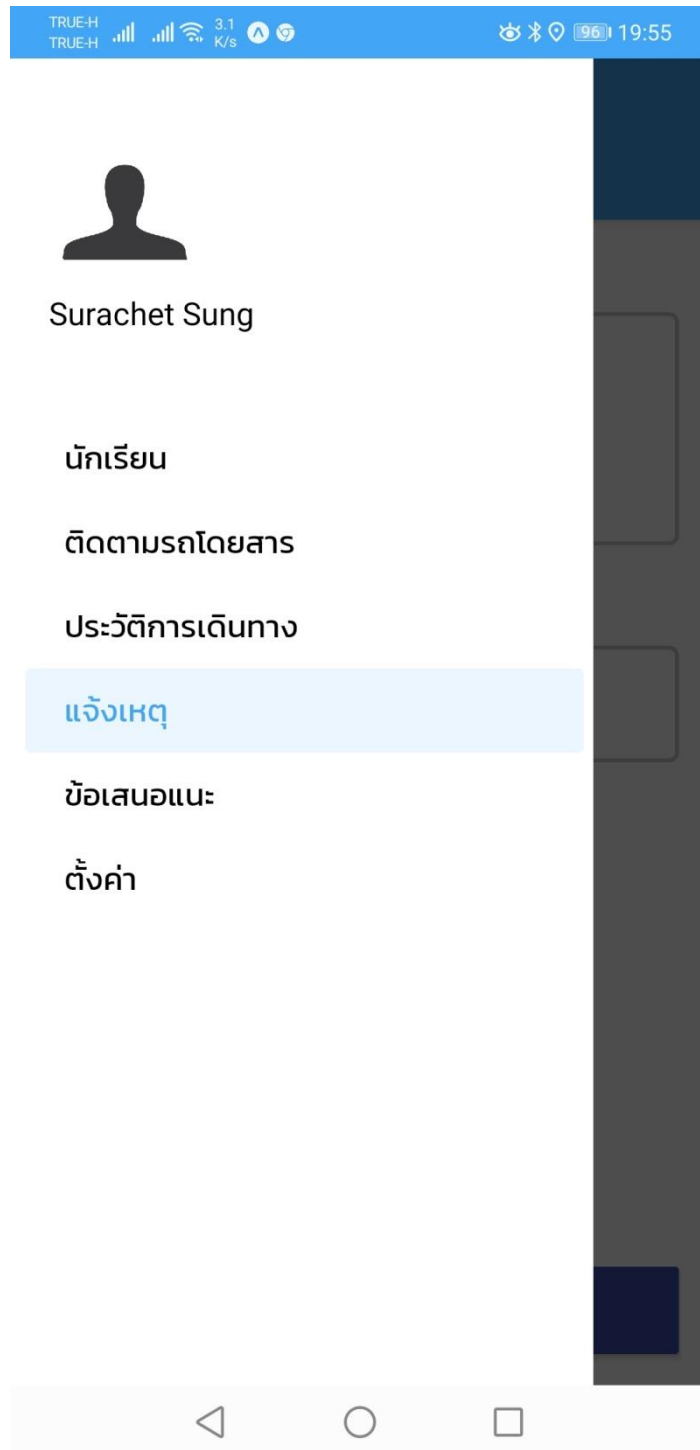 TRUE-H
TRUE-H
3.1
K/s
96
19:55
Surachet Sung
นักเรียน
ติดตามรถโดยสาร
ประวัติการเดินทาง
แจ้งเหตุ
ข้อเสนอแนะ
ตั้งค่า